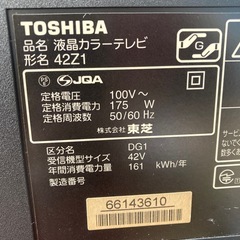 TOSHIBA
品名 液晶カラーテレビ
形名 42Z1
JQA
定格電圧 100V～
定格消費電力 175 W
定格周波数 50/60 Hz
株式会社 東芝
区分名 DG1
受信機型サイズ 42V
年間消費電力量 161 kWh/年
製造番号
66143610